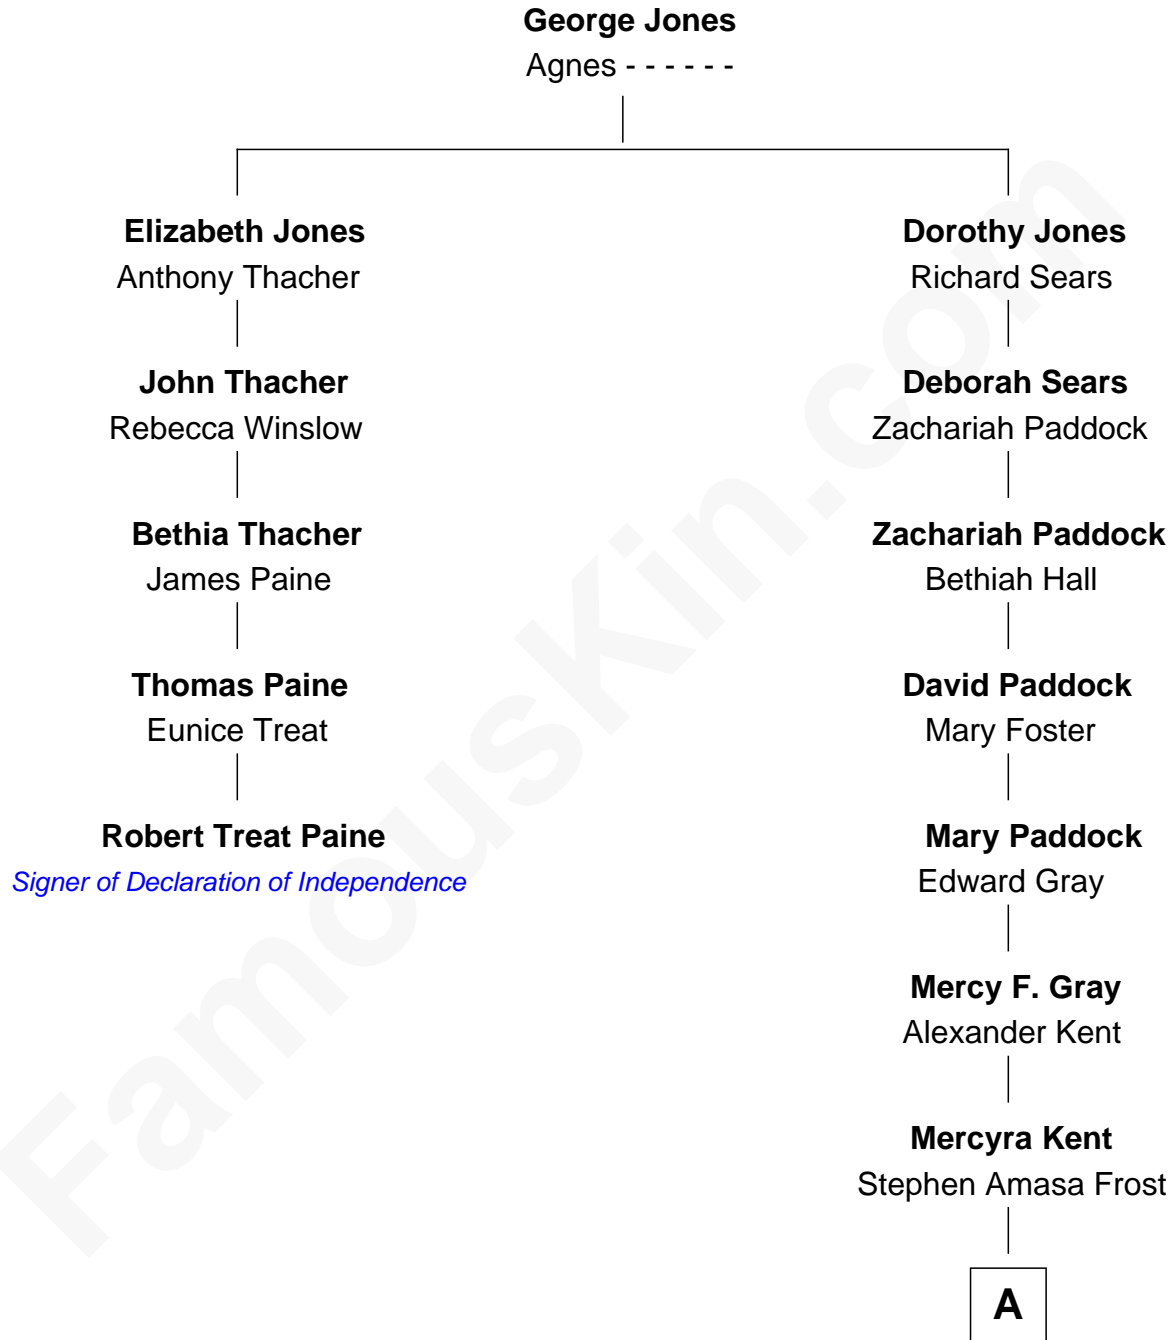 George Jones
Agnes - - - - - -
Elizabeth Jones
Anthony Thacher
Dorothy Jones
Richard Sears
John Thacher
Rebecca Winslow
Deborah Sears
Zachariah Paddock
Bethia Thacher
James Paine
Zachariah Paddock
Bethiah Hall
Thomas Paine
Eunice Treat
David Paddock
Mary Foster
Robert Treat Paine
Signer of Declaration of Independence
Mary Paddock
Edward Gray
Mercy F. Gray
Alexander Kent
Mercyra Kent
Stephen Amasa Frost
A
FamousKin.com